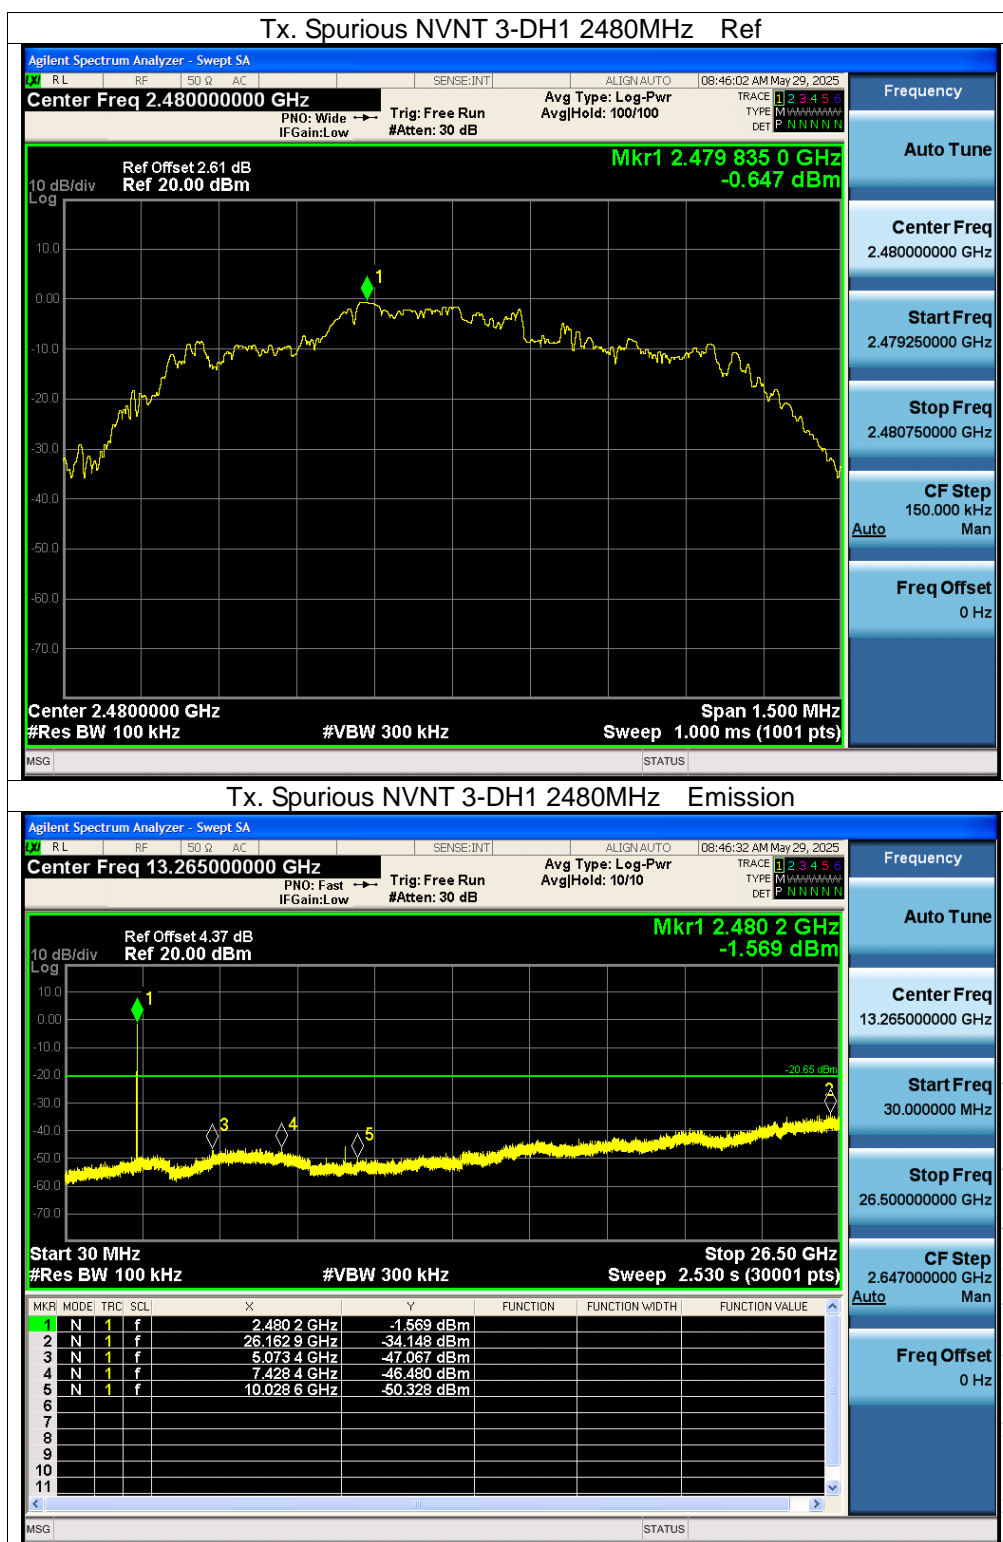 Tx. Spurious NVNT 3-DH1 2480MHz Ref
Agilent Spectrum Analyzer - Swept SA
LXI RL RF 50 Ω AC SENSE:INT ALIGN AUTO 08:46:02 AM May 29, 2025
Center Freq 2.480000000 GHz
PNO: Wide
IFGain:Low
Trig: Free Run
#Atten: 30 dB
Avg Type: Log-Pwr
Avg|Hold: 100/100
TRACE 1 2 3 4 5 6
TYPE M
DET P N N N N N
Ref Offset 2.61 dB
10 dB/div Ref 20.00 dBm
Log
Mkr1 2.479 835 0 GHz
-0.647 dBm
10.0
0.00
-10.0
-20.0
-30.0
-40.0
-50.0
-60.0
-70.0
1
Center 2.4800000 GHz Span 1.500 MHz
#Res BW 100 kHz #VBW 300 kHz Sweep 1.000 ms (1001 pts)
MSG STATUS
Frequency
Auto Tune
Center Freq
2.480000000 GHz
Start Freq
2.479250000 GHz
Stop Freq
2.480750000 GHz
CF Step
150.000 kHz
Auto Man
Freq Offset
0 Hz
Tx. Spurious NVNT 3-DH1 2480MHz Emission
Agilent Spectrum Analyzer - Swept SA
LXI RL RF 50 Ω AC SENSE:INT ALIGN AUTO 08:46:32 AM May 29, 2025
Center Freq 13.265000000 GHz
PNO: Fast
IFGain:Low
Trig: Free Run
#Atten: 30 dB
Avg Type: Log-Pwr
Avg|Hold: 10/10
TRACE 1 2 3 4 5 6
TYPE M
DET P N N N N N
Ref Offset 4.37 dB
10 dB/div Ref 20.00 dBm
Log
Mkr1 2.480 2 GHz
-1.569 dBm
10.0
0.00
-10.0
-20.0
-30.0
-40.0
-50.0
-60.0
-70.0
1
-20.65 dBm
2
3
4
5
Start 30 MHz Stop 26.50 GHz
#Res BW 100 kHz #VBW 300 kHz Sweep 2.530 s (30001 pts)
MKR MODE TRC SCL X Y FUNCTION FUNCTION WIDTH FUNCTION VALUE
1 N 1 f 2.480 2 GHz -1.569 dBm
2 N 1 f 26.162 9 GHz -34.148 dBm
3 N 1 f 5.073 4 GHz -47.067 dBm
4 N 1 f 7.428 4 GHz -46.480 dBm
5 N 1 f 10.028 6 GHz -50.328 dBm
6
7
8
9
10
11
MSG STATUS
Frequency
Auto Tune
Center Freq
13.265000000 GHz
Start Freq
30.000000 MHz
Stop Freq
26.500000000 GHz
CF Step
2.647000000 GHz
Auto Man
Freq Offset
0 Hz